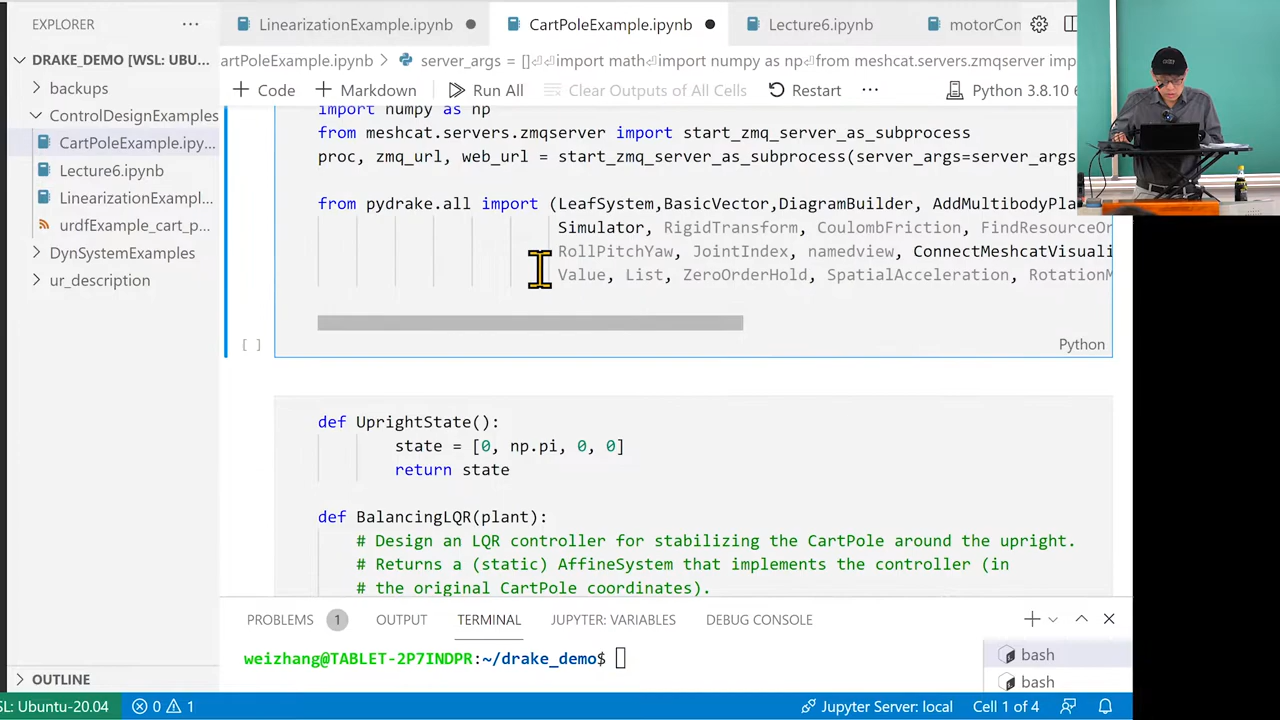 EXPLORER ···
LinearizationExample.ipynb
CartPoleExample.ipynb
Lecture6.ipynb
motorCon
DRAKE_DEMO [WSL: UBU...
backups
ControlDesignExamples
CartPoleExample.ipy...
Lecture6.ipynb
LinearizationExampl...
urdfExample_cart_p...
DynSystemExamples
ur_description
OUTLINE
artPoleExample.ipynb > server_args = []⏎⏎import math⏎import numpy as np⏎from meshcat.servers.zmqserver impo
+ Code + Markdown Run All Clear Outputs of All Cells Restart ··· Python 3.8.10 6
import numpy as np
from meshcat.servers.zmqserver import start_zmq_server_as_subprocess
proc, zmq_url, web_url = start_zmq_server_as_subprocess(server_args=server_args
from pydrake.all import (LeafSystem,BasicVector,DiagramBuilder, AddMultibodyPla
Simulator, RigidTransform, CoulombFriction, FindResourceOr
RollPitchYaw, JointIndex, namedview, ConnectMeshcatVisuali
Value, List, ZeroOrderHold, SpatialAcceleration, RotationM
[ ] Python
def UprightState():
state = [0, np.pi, 0, 0]
return state
def BalancingLQR(plant):
# Design an LQR controller for stabilizing the CartPole around the upright.
# Returns a (static) AffineSystem that implements the controller (in
# the original CartPole coordinates).
PROBLEMS 1 OUTPUT TERMINAL JUPYTER: VARIABLES DEBUG CONSOLE
weizhang@TABLET-2P7INDPR:~/drake_demo$
bash
bash
SL: Ubuntu-20.04 0 1 Jupyter Server: local Cell 1 of 4